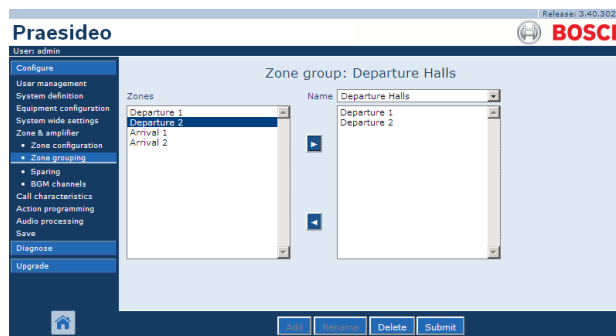 Release: 3.40.302
Praesideo
BOSCH
User: admin
Configure
User management
System definition
Equipment configuration
System wide settings
Zone & amplifier
• Zone configuration
• Zone grouping
• Sparing
• BGM channels
Call characteristics
Action programming
Audio processing
Save
Diagnose
Upgrade
Zone group: Departure Halls
Zones
Name Departure Halls
Departure 1
Departure 2
Arrival 1
Arrival 2
Departure 1
Departure 2
Add Rename Delete Submit